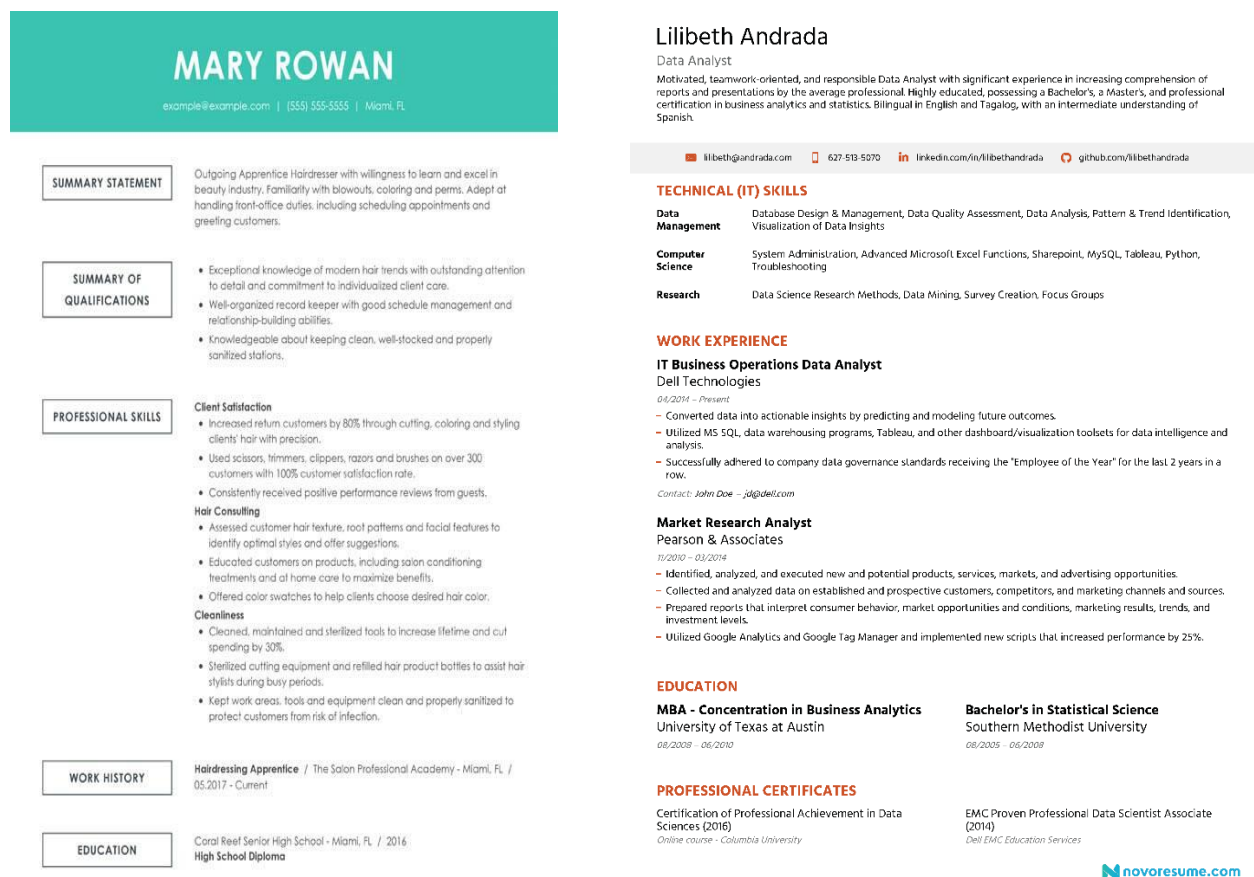 MARY ROWAN
example@example.com | (555) 555-5555 | Miami, FL
SUMMARY STATEMENT
Outgoing Apprentice Hairdresser with willingness to learn and excel in
beauty industry. Familiarity with blowouts, coloring and perms. Adept at
handling front-office duties, including scheduling appointments and
greeting customers.
SUMMARY OF
QUALIFICATIONS
• Exceptional knowledge of modern hair trends with outstanding attention
to detail and commitment to individualized client care.
• Well-organized record keeper with good schedule management and
relationship-building abilities.
• Knowledgeable about keeping clean, well-stocked and properly
sanitized stations.
PROFESSIONAL SKILLS
Client Satisfaction
• Increased return customers by 80% through cutting, coloring and styling
clients' hair with precision.
• Used scissors, trimmers, clippers, razors and brushes on over 300
customers with 100% customer satisfaction rate.
• Consistently received positive performance reviews from guests.
Hair Consulting
• Assessed customer hair texture, root patterns and facial features to
identify optimal styles and offer suggestions.
• Educated customers on products, including salon conditioning
treatments and at home care to maximize benefits.
• Offered color swatches to help clients choose desired hair color.
Cleanliness
• Cleaned, maintained and sterilized tools to increase lifetime and cut
spending by 30%.
• Sterilized cutting equipment and refilled hair product bottles to assist hair
stylists during busy periods.
• Kept work areas, tools and equipment clean and properly sanitized to
protect customers from risk of infection.
WORK HISTORY
Hairdressing Apprentice / The Salon Professional Academy - Miami, FL /
05.2017 - Current
EDUCATION
Coral Reef Senior High School - Miami, FL / 2016
High School Diploma
Lilibeth Andrada
Data Analyst
Motivated, teamwork-oriented, and responsible Data Analyst with significant experience in increasing comprehension of
reports and presentations by the average professional. Highly educated, possessing a Bachelor's, a Master's, and professional
certification in business analytics and statistics. Bilingual in English and Tagalog, with an intermediate understanding of
Spanish.
lilibeth@andrada.com 627-513-5070 linkedin.com/in/lilibethandrada github.com/lilibethandrada
TECHNICAL (IT) SKILLS
Data
Management
Database Design & Management, Data Quality Assessment, Data Analysis, Pattern & Trend Identification,
Visualization of Data Insights
Computer
Science
System Administration, Advanced Microsoft Excel Functions, Sharepoint, MySQL, Tableau, Python,
Troubleshooting
Research
Data Science Research Methods, Data Mining, Survey Creation, Focus Groups
WORK EXPERIENCE
IT Business Operations Data Analyst
Dell Technologies
04/2014 – Present
– Converted data into actionable insights by predicting and modeling future outcomes.
– Utilized MS SQL, data warehousing programs, Tableau, and other dashboard/visualization toolsets for data intelligence and
analysis.
– Successfully adhered to company data governance standards receiving the "Employee of the Year" for the last 2 years in a
row.
Contact: John Doe – jd@dell.com
Market Research Analyst
Pearson & Associates
11/2010 – 03/2014
– Identified, analyzed, and executed new and potential products, services, markets, and advertising opportunities.
– Collected and analyzed data on established and prospective customers, competitors, and marketing channels and sources.
– Prepared reports that interpret consumer behavior, market opportunities and conditions, marketing results, trends, and
investment levels.
– Utilized Google Analytics and Google Tag Manager and implemented new scripts that increased performance by 25%.
EDUCATION
MBA - Concentration in Business Analytics
University of Texas at Austin
08/2008 – 06/2010
Bachelor's in Statistical Science
Southern Methodist University
08/2005 – 06/2008
PROFESSIONAL CERTIFICATES
Certification of Professional Achievement in Data
Sciences (2016)
Online course - Columbia University
EMC Proven Professional Data Scientist Associate
(2014)
Dell EMC Education Services
novoresume.com